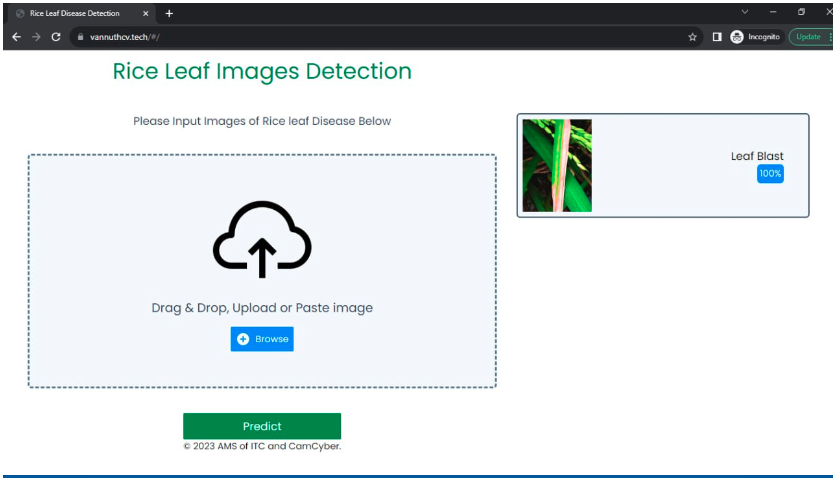 Rice Leaf Disease Detection
vannuthcv.tech/#/
Incognito
Update
Rice Leaf Images Detection
Please Input Images of Rice leaf Disease Below
Drag & Drop, Upload or Paste image
Browse
Predict
© 2023 AMS of ITC and CamCyber.
Leaf Blast
100%